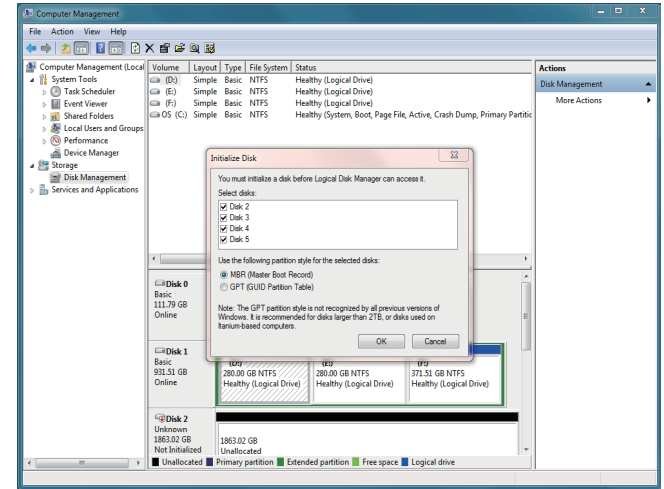 Computer Management
File Action View Help
Computer Management (Local
System Tools
Task Scheduler
Event Viewer
Shared Folders
Local Users and Groups
Performance
Device Manager
Storage
Disk Management
Services and Applications
Volume Layout Type File System Status
(D:) Simple Basic NTFS Healthy (Logical Drive)
(E:) Simple Basic NTFS Healthy (Logical Drive)
(F:) Simple Basic NTFS Healthy (Logical Drive)
OS (C:) Simple Basic NTFS Healthy (System, Boot, Page File, Active, Crash Dump, Primary Partitic
Actions
Disk Management
More Actions
Initialize Disk
You must initialize a disk before Logical Disk Manager can access it.
Select disks:
Disk 2
Disk 3
Disk 4
Disk 5
Use the following partition style for the selected disks:
MBR (Master Boot Record)
GPT (GUID Partition Table)
Note: The GPT partition style is not recognized by all previous versions of
Windows. It is recommended for disks larger than 2TB, or disks used on
Itanium-based computers.
OK Cancel
Disk 0
Basic
111.79 GB
Online
Disk 1
Basic
931.51 GB
Online
(D:)
280.00 GB NTFS
Healthy (Logical Drive)
(E:)
280.00 GB NTFS
Healthy (Logical Drive)
(F:)
371.51 GB NTFS
Healthy (Logical Drive)
Disk 2
Unknown
1863.02 GB
Not Initialized
1863.02 GB
Unallocated
Unallocated Primary partition Extended partition Free space Logical drive